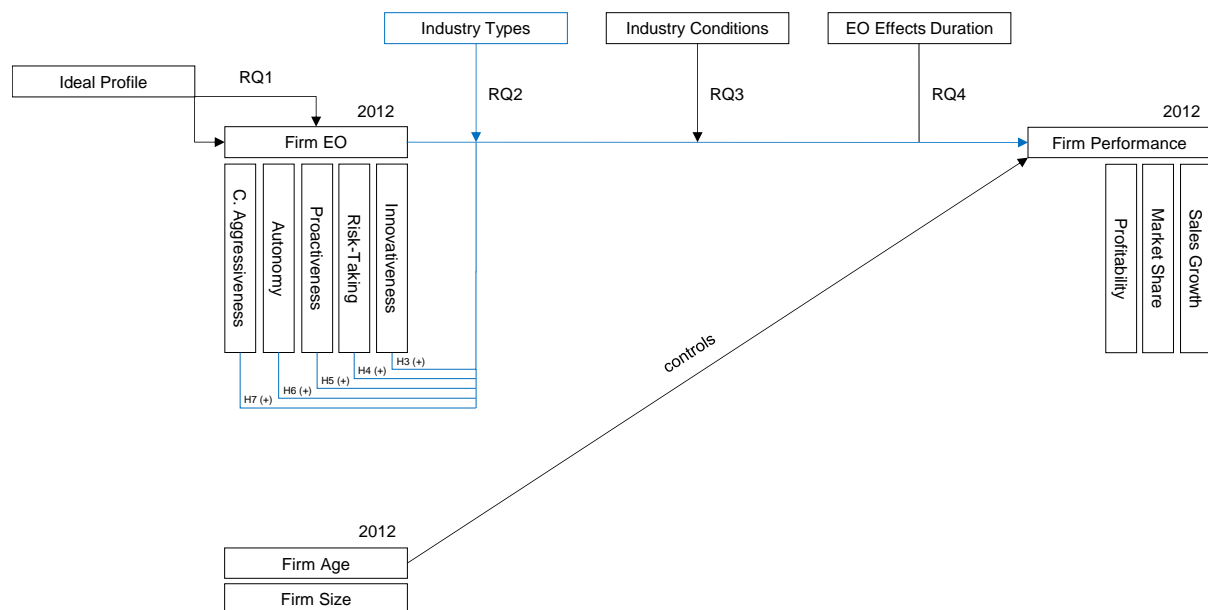 Industry Types
Industry Conditions
EO Effects Duration
Ideal Profile
RQ1
RQ2
RQ3
RQ4
2012
Firm EO
2012
Firm Performance
C. Aggressiveness
Autonomy
Proactiveness
Risk-Taking
Innovativeness
Profitability
Market Share
Sales Growth
H3 (+)
H4 (+)
H5 (+)
H6 (+)
H7 (+)
controls
2012
Firm Age
Firm Size